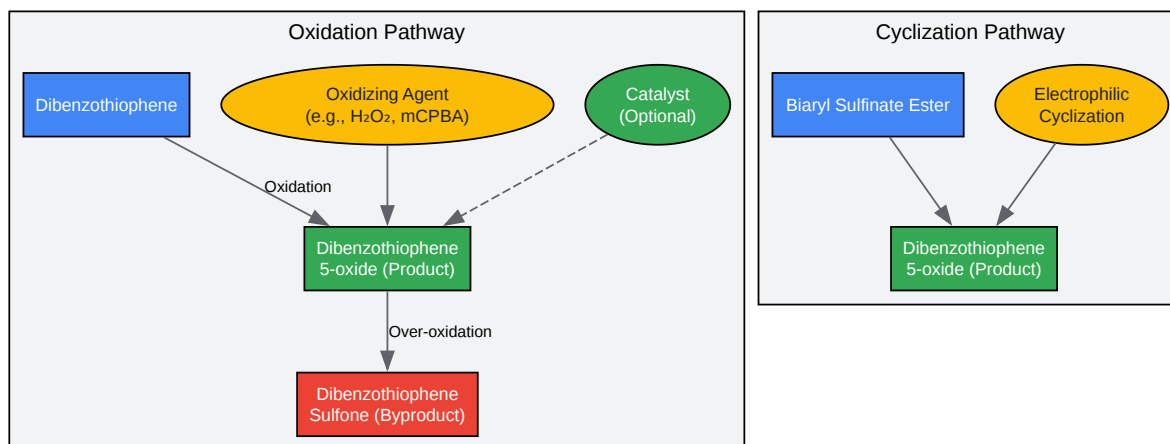 Oxidation Pathway
Dibenzothiophene
Oxidizing Agent
(e.g., H₂O₂, mCPBA)
Catalyst
(Optional)
Oxidation
Dibenzothiophene
5-oxide (Product)
Over-oxidation
Dibenzothiophene
Sulfone (Byproduct)
Cyclization Pathway
Biaryl Sulfinate Ester
Electrophilic
Cyclization
Dibenzothiophene
5-oxide (Product)